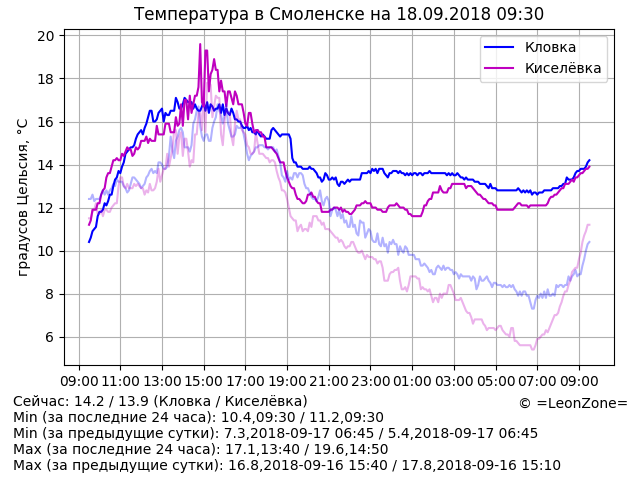 Температура в Смоленске на 18.09.2018 09:30
20
18
16
14
12
10
8
6
градусов Цельсия, °C
Кловка
Киселёвка
09:00 11:00 13:00 15:00 17:00 19:00 21:00 23:00 01:00 03:00 05:00 07:00 09:00
Сейчас: 14.2 / 13.9 (Кловка / Киселёвка)
© =LeonZone=
Min (за последние 24 часа): 10.4,09:30 / 11.2,09:30
Min (за предыдущие сутки): 7.3,2018-09-17 06:45 / 5.4,2018-09-17 06:45
Max (за последние 24 часа): 17.1,13:40 / 19.6,14:50
Max (за предыдущие сутки): 16.8,2018-09-16 15:40 / 17.8,2018-09-16 15:10